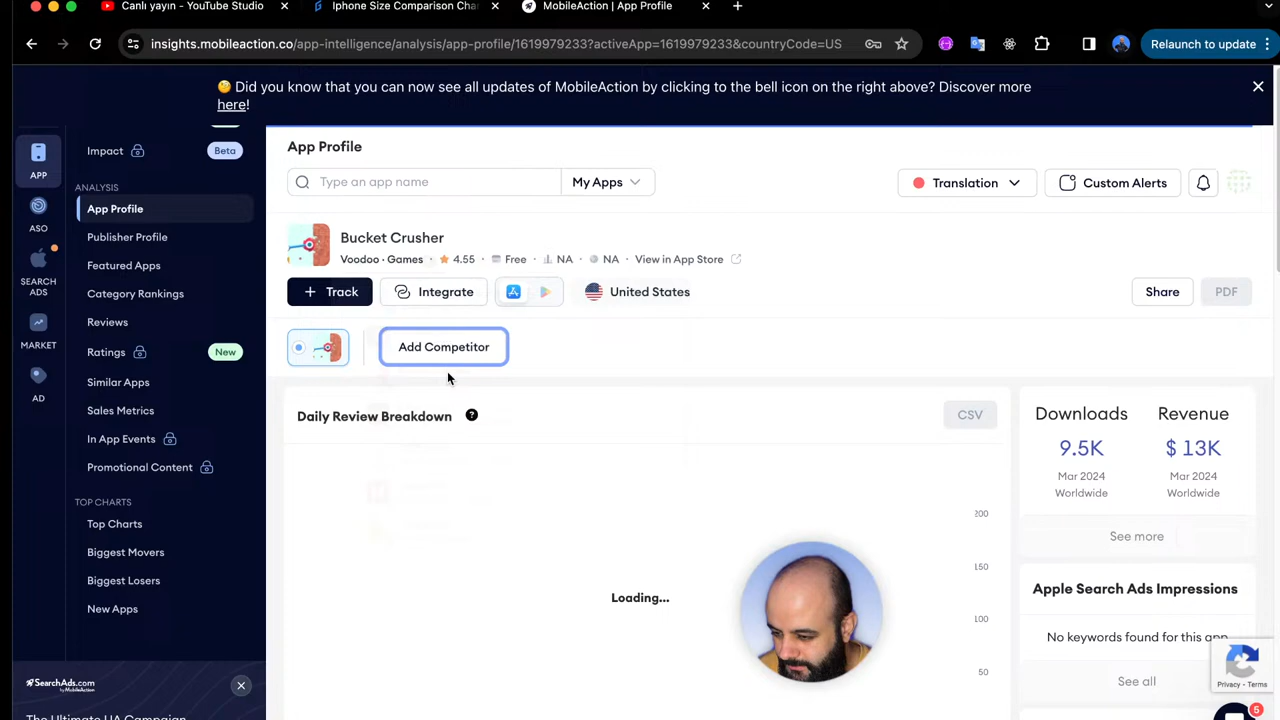 Canlı yayın - YouTube Studio
Iphone Size Comparison Cha
MobileAction | App Profile
insights.mobileaction.co/app-intelligence/analysis/app-profile/1619979233?activeApp=1619979233&countryCode=US
Relaunch to update
🤔 Did you know that you can now see all updates of MobileAction by clicking to the bell icon on the right above? Discover more
here!
APP
ASO
SEARCH
ADS
MARKET
AD
Impact
Beta
ANALYSIS
App Profile
Publisher Profile
Featured Apps
Category Rankings
Reviews
Ratings
New
Similar Apps
Sales Metrics
In App Events
Promotional Content
TOP CHARTS
Top Charts
Biggest Movers
Biggest Losers
New Apps
SearchAds.com
by MobileAction
The Ultimate UA Campaign
App Profile
Type an app name
My Apps
Translation
Custom Alerts
Bucket Crusher
Voodoo · Games · 4.55 · Free · NA · NA · View in App Store
+ Track
Integrate
United States
Share
PDF
Add Competitor
Daily Review Breakdown ?
CSV
200
150
100
50
Loading...
Downloads
9.5K
Mar 2024
Worldwide
Revenue
$ 13K
Mar 2024
Worldwide
See more
Apple Search Ads Impressions
No keywords found for this app
See all
Privacy - Terms
5